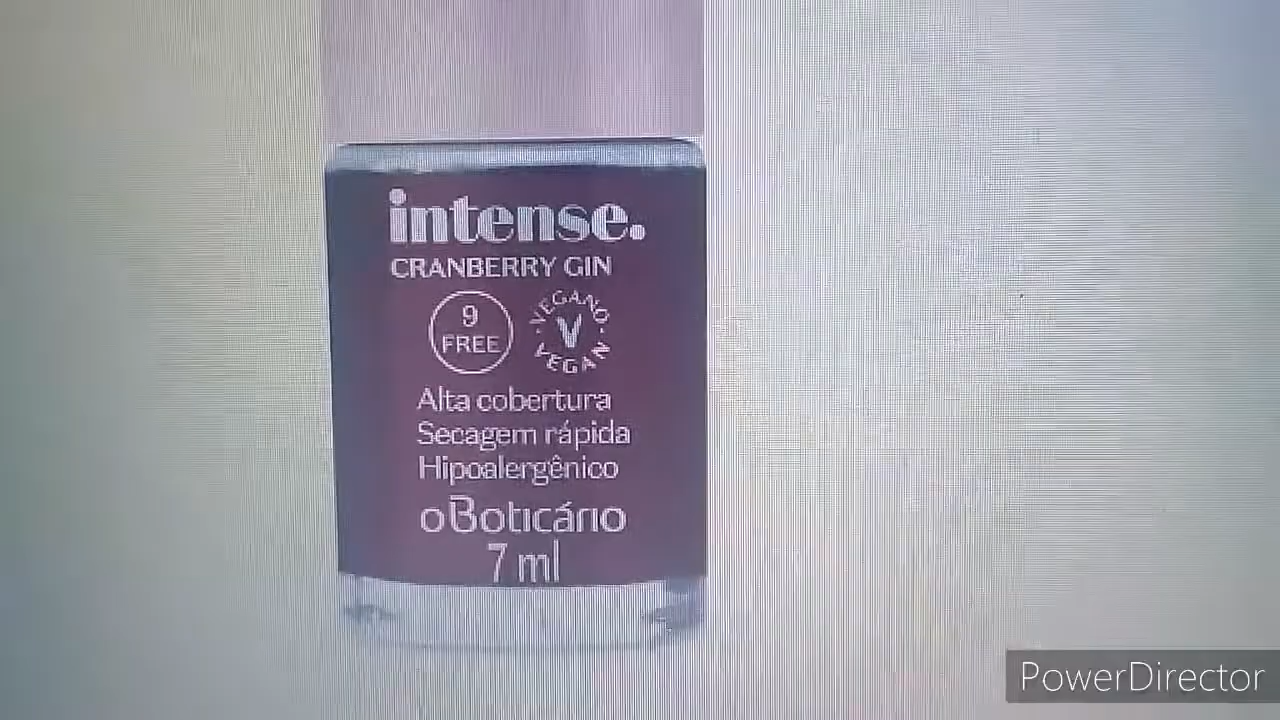 intense.
CRANBERRY GIN
9
FREE
VEGANO
V
VEGAN
Alta cobertura
Secagem rápida
Hipoalergênico
oBoticário
7 ml
PowerDirector